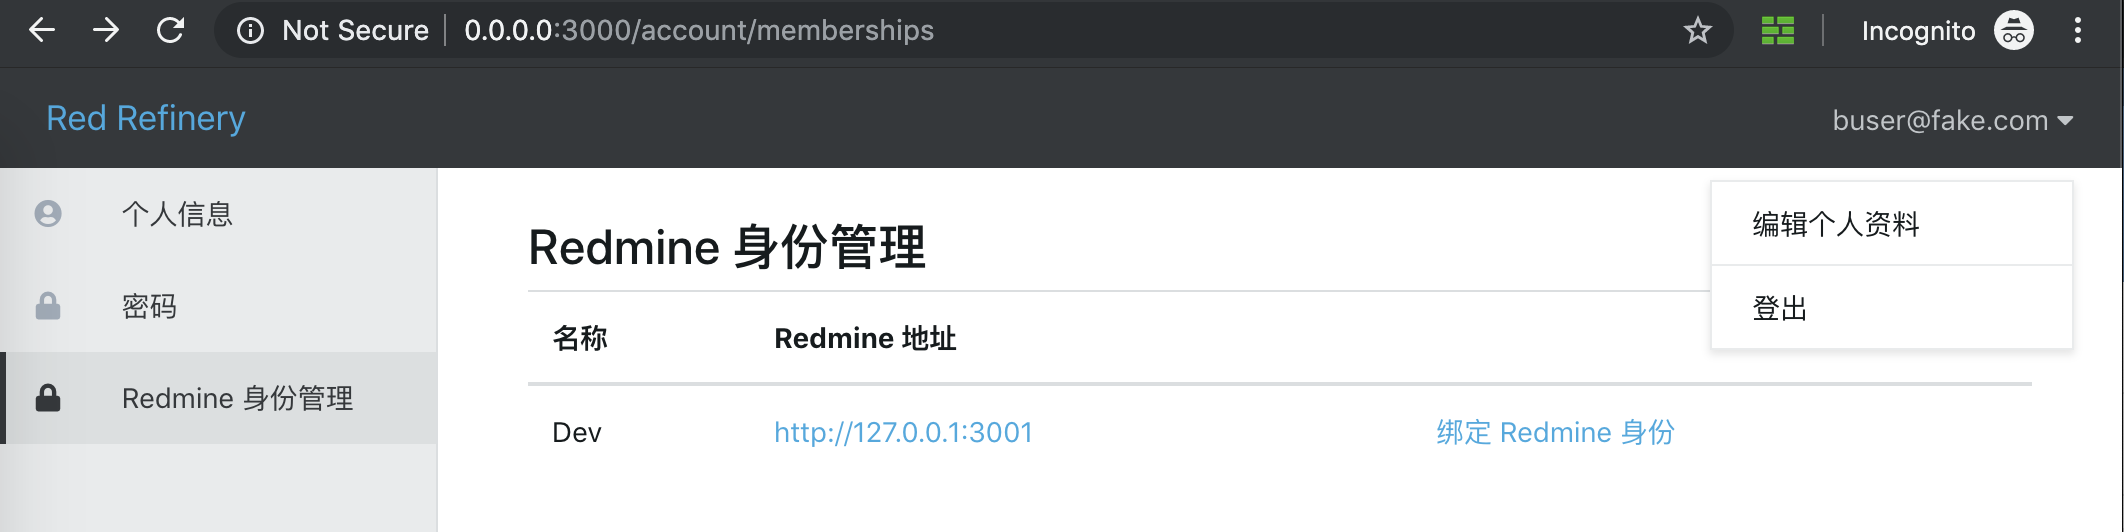 Not Secure | 0.0.0.0:3000/account/memberships
Incognito
Red Refinery
buser@fake.com
个人信息
密码
Redmine 身份管理
Redmine 身份管理
名称 Redmine 地址
Dev http://127.0.0.1:3001 绑定 Redmine 身份
编辑个人资料
登出